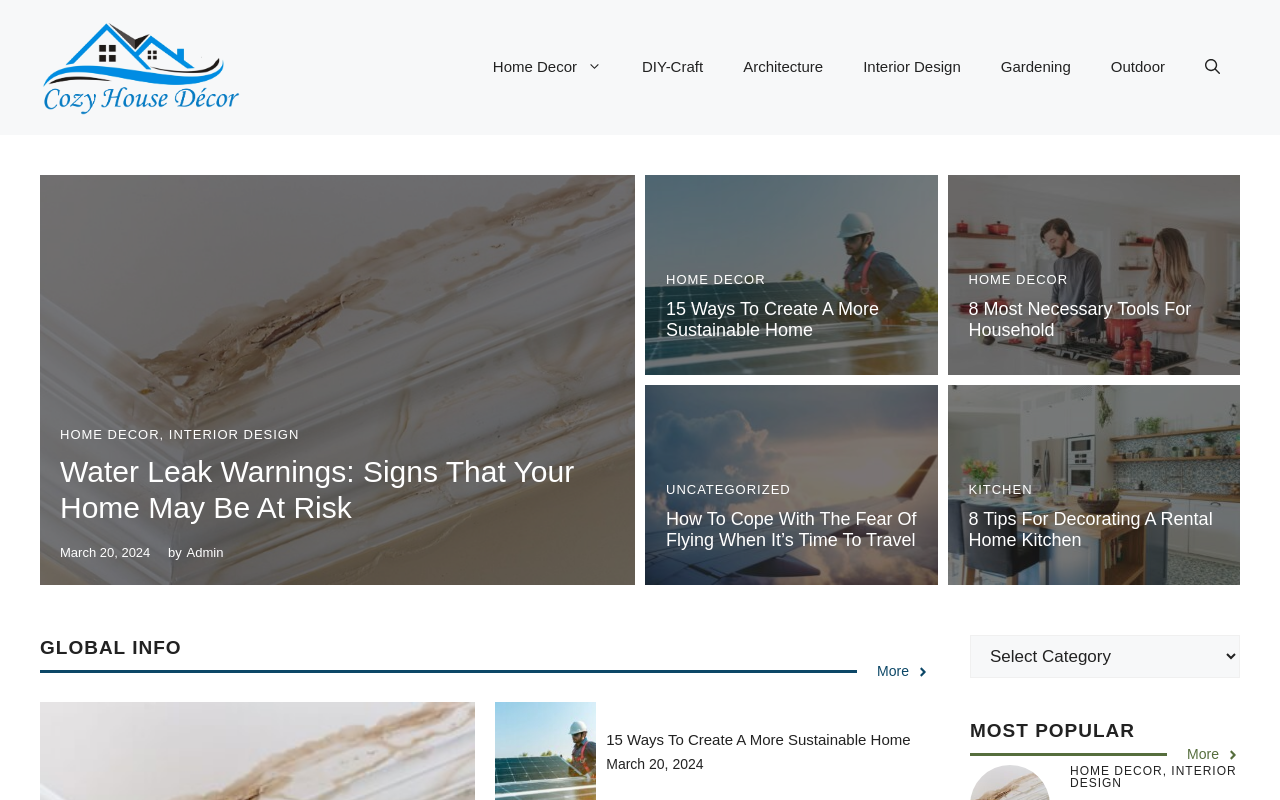 Cozy House Décor
Home Decor
DIY-Craft
Architecture
Interior Design
Gardening
Outdoor
HOME DECOR, INTERIOR DESIGN
Water Leak Warnings: Signs That Your
Home May Be At Risk
March 20, 2024 by Admin
HOME DECOR
15 Ways To Create A More
Sustainable Home
HOME DECOR
8 Most Necessary Tools For
Household
UNCATEGORIZED
How To Cope With The Fear Of
Flying When It’s Time To Travel
KITCHEN
8 Tips For Decorating A Rental
Home Kitchen
GLOBAL INFO
More
15 Ways To Create A More Sustainable Home
March 20, 2024
Select Category
MOST POPULAR
More
HOME DECOR, INTERIOR
DESIGN